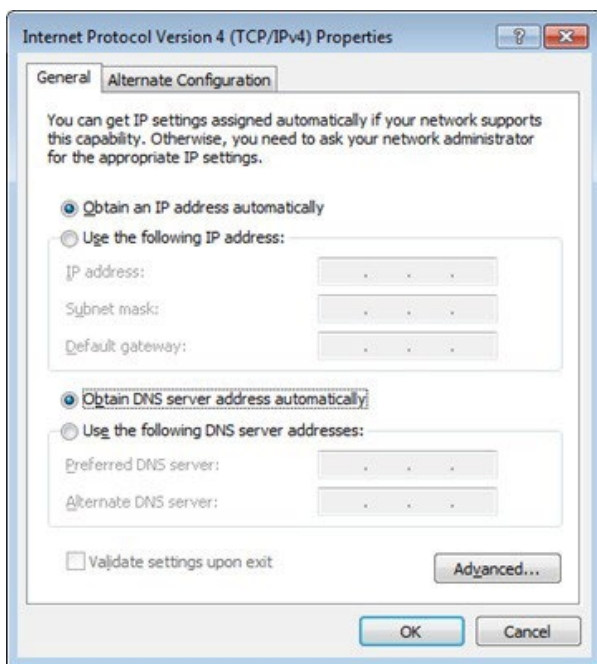 Internet Protocol Version 4 (TCP/IPv4) Properties
General
Alternate Configuration
You can get IP settings assigned automatically if your network supports
this capability. Otherwise, you need to ask your network administrator
for the appropriate IP settings.
Obtain an IP address automatically
Use the following IP address:
IP address:
Subnet mask:
Default gateway:
Obtain DNS server address automatically
Use the following DNS server addresses:
Preferred DNS server:
Alternate DNS server:
Validate settings upon exit
Advanced...
OK
Cancel